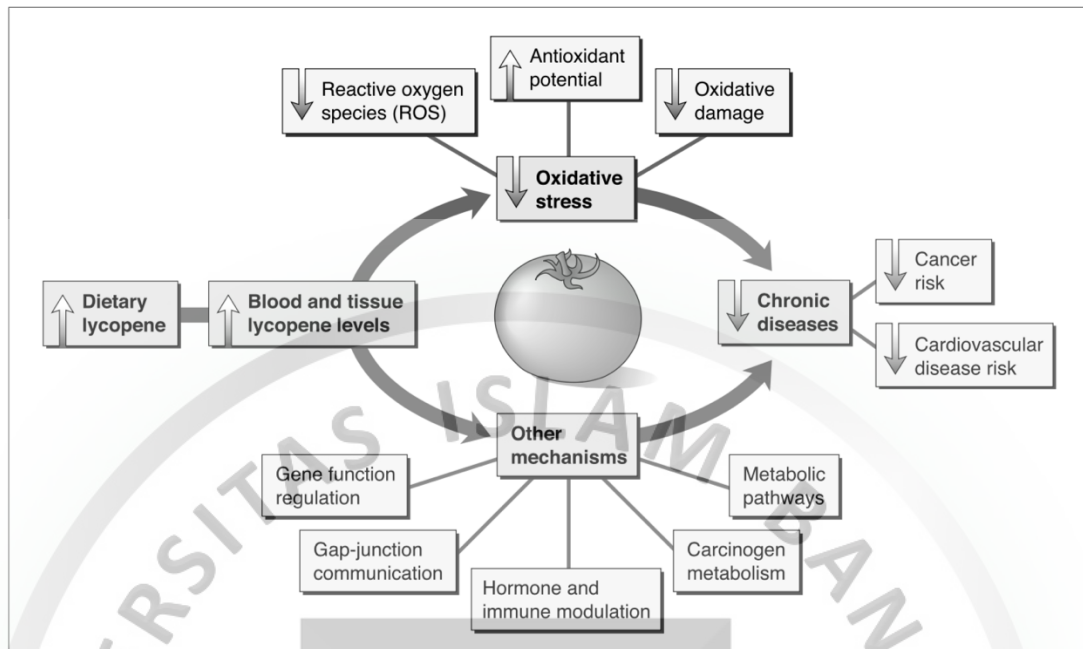 Antioxidant
potential
Reactive oxygen
species (ROS)
Oxidative
damage
Oxidative
stress
Dietary
lycopene
Blood and tissue
lycopene levels
Chronic
diseases
Cancer
risk
Cardiovascular
disease risk
Other
mechanisms
Gene function
regulation
Metabolic
pathways
Gap-junction
communication
Carcinogen
metabolism
Hormone and
immune modulation
ERSITAS ISLAM BAN